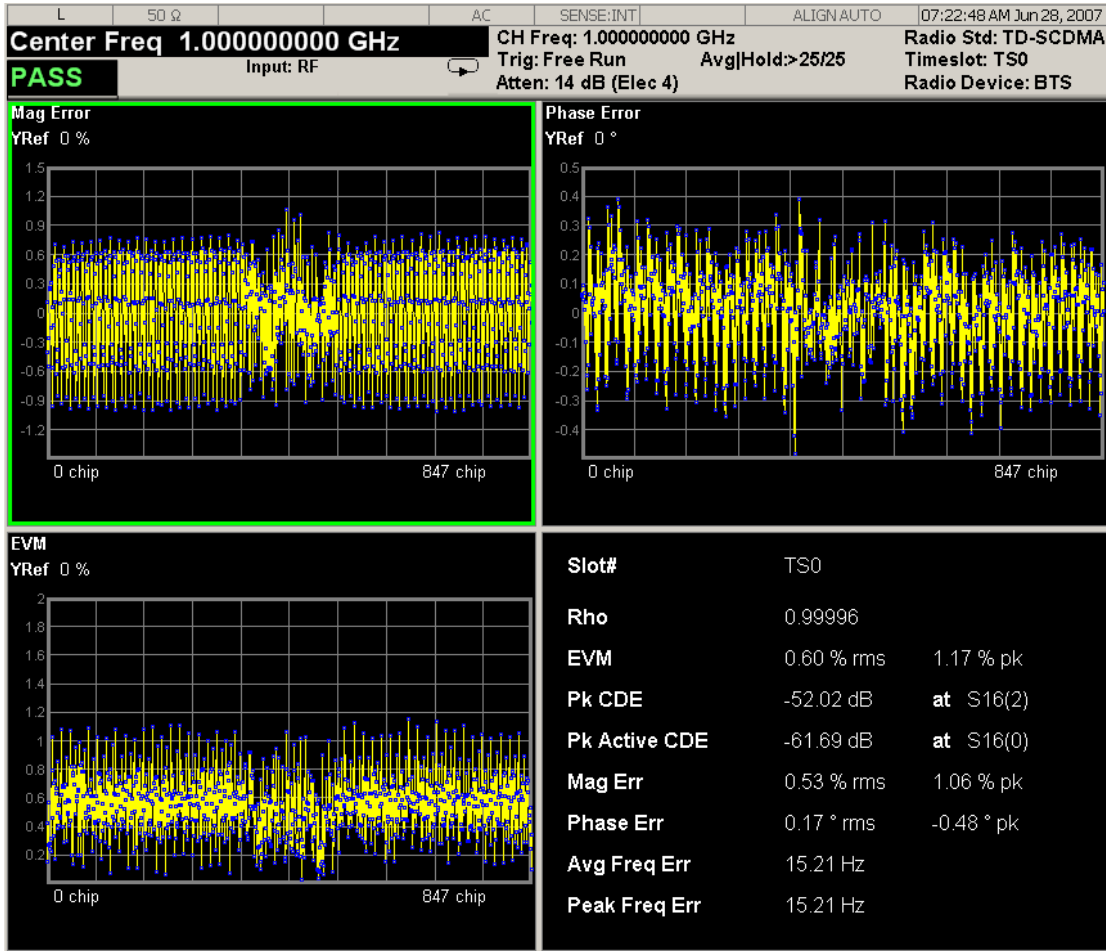 L 50 Ω AC SENSE:INT ALIGN AUTO 07:22:48 AM Jun 28, 2007
Center Freq 1.000000000 GHz
PASS
Input: RF
CH Freq: 1.000000000 GHz
Trig: Free Run Avg|Hold:>25/25
Atten: 14 dB (Elec 4)
Radio Std: TD-SCDMA
Timeslot: TS0
Radio Device: BTS
Mag Error
YRef 0 %
1.5
1.2
0.9
0.6
0.3
0
-0.3
-0.6
-0.9
-1.2
0 chip 847 chip
Phase Error
YRef 0 °
0.5
0.4
0.3
0.2
0.1
0
-0.1
-0.2
-0.3
-0.4
0 chip 847 chip
EVM
YRef 0 %
2
1.8
1.6
1.4
1.2
1
0.8
0.6
0.4
0.2
0 chip 847 chip
Slot# TS0
Rho 0.99996
EVM 0.60 % rms 1.17 % pk
Pk CDE -52.02 dB at S16(2)
Pk Active CDE -61.69 dB at S16(0)
Mag Err 0.53 % rms 1.06 % pk
Phase Err 0.17 ° rms -0.48 ° pk
Avg Freq Err 15.21 Hz
Peak Freq Err 15.21 Hz